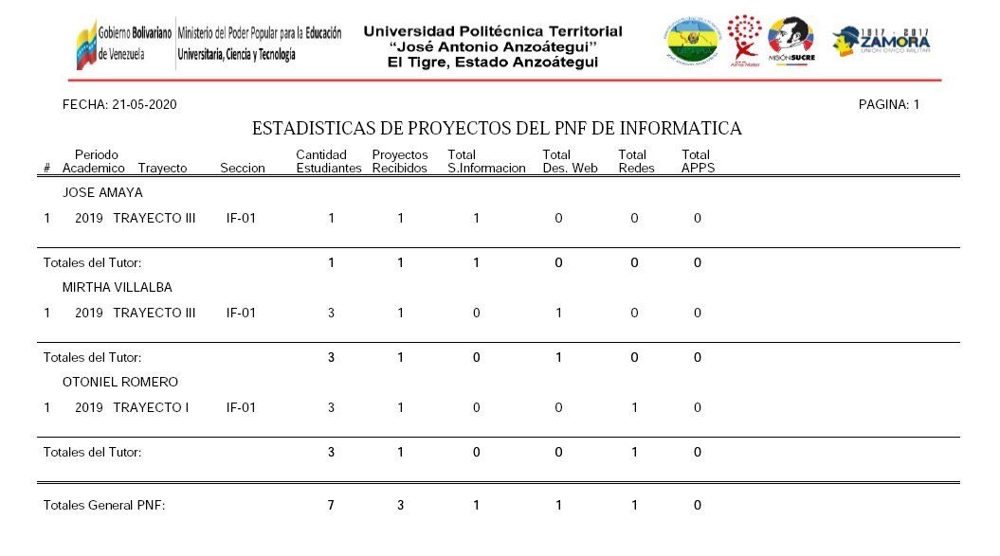 Gobierno Bolivariano de Venezuela
Ministerio del Poder Popular para la Educación
Universitaria, Ciencia y Tecnología
Universidad Politécnica Territorial
“José Antonio Anzoátegui”
El Tigre, Estado Anzoátegui
Alma Mater
MISIÓN SUCRE
1817 - 2017
ZAMORA
UNIÓN CÍVICO MILITAR
FECHA: 21-05-2020 PAGINA: 1
ESTADISTICAS DE PROYECTOS DEL PNF DE INFORMATICA
Periodo Cantidad Proyectos Total Total Total Total
# Academico Trayecto Seccion Estudiantes Recibidos S.Informacion Des. Web Redes APPS
JOSE AMAYA
1 2019 TRAYECTO III IF-01 1 1 1 0 0 0
Totales del Tutor: 1 1 1 0 0 0
MIRTHA VILLALBA
1 2019 TRAYECTO III IF-01 3 1 0 1 0 0
Totales del Tutor: 3 1 0 1 0 0
OTONIEL ROMERO
1 2019 TRAYECTO I IF-01 3 1 0 0 1 0
Totales del Tutor: 3 1 0 0 1 0
Totales General PNF: 7 3 1 1 1 0